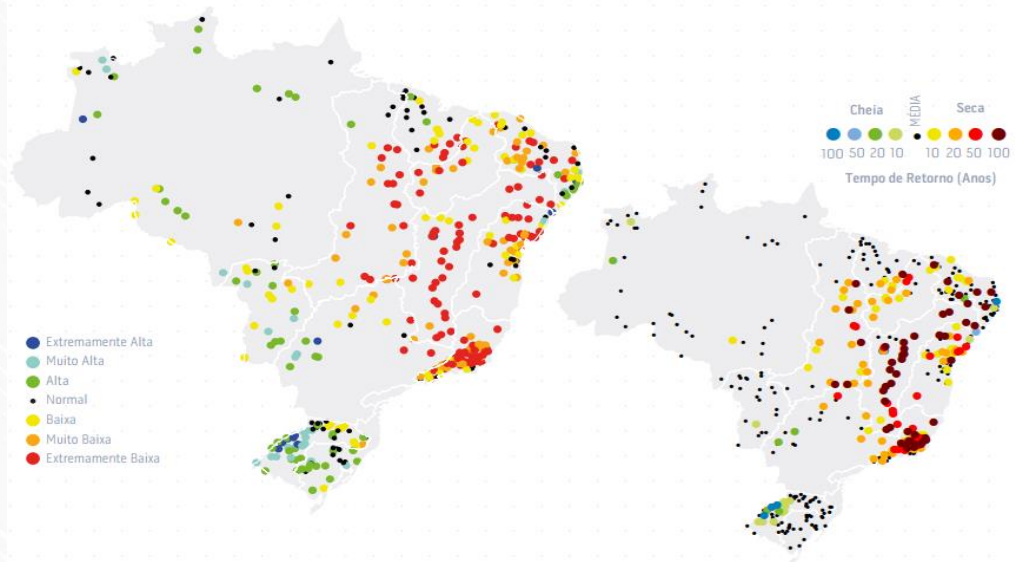 Cheia MÉDIA Seca
100 50 20 10 10 20 50 100
Tempo de Retorno (Anos)
Extremamente Alta
Muito Alta
Alta
Normal
Baixa
Muito Baixa
Extremamente Baixa